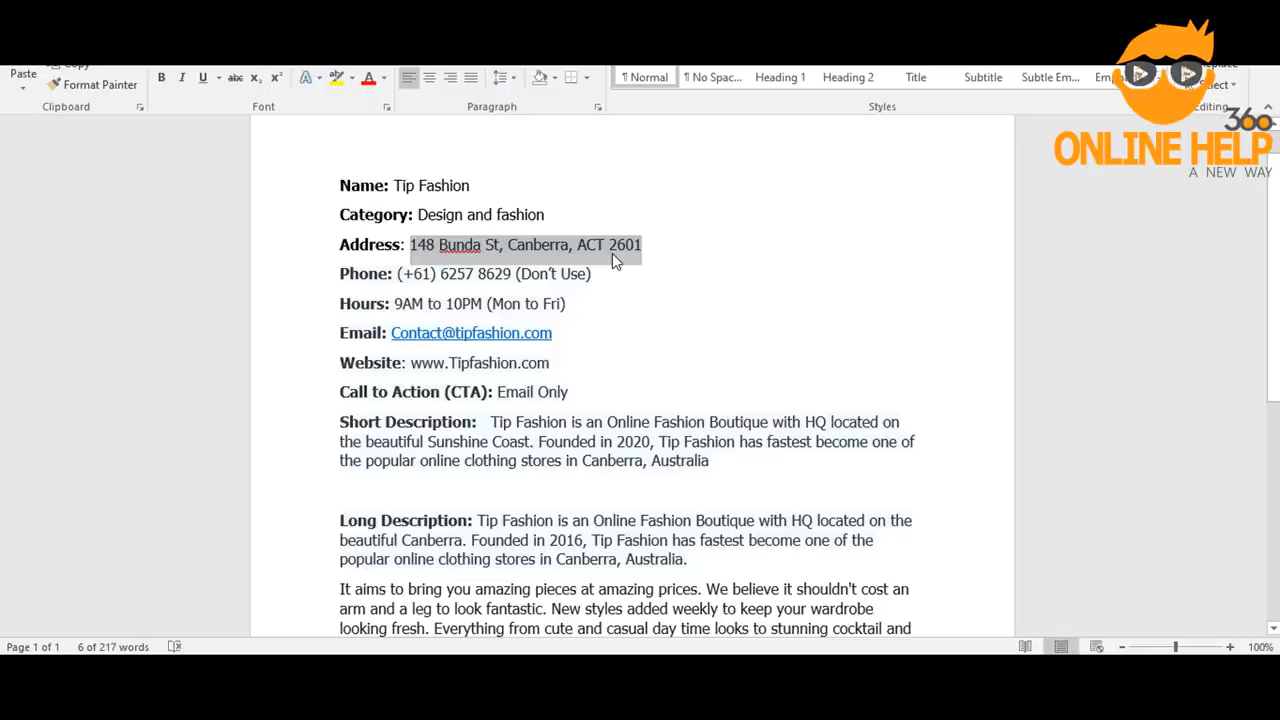 Copy
Paste
Format Painter
B I U abc x₂ x² A A
¶ Normal ¶ No Spac... Heading 1 Heading 2 Title Subtitle Subtle Em...
Select
Clipboard Font Paragraph Styles Editing
360
ONLINE HELP
A NEW WAY
Name: Tip Fashion
Category: Design and fashion
Address: 148 Bunda St, Canberra, ACT 2601
Phone: (+61) 6257 8629 (Don’t Use)
Hours: 9AM to 10PM (Mon to Fri)
Email: Contact@tipfashion.com
Website: www.Tipfashion.com
Call to Action (CTA): Email Only
Short Description: Tip Fashion is an Online Fashion Boutique with HQ located on
the beautiful Sunshine Coast. Founded in 2020, Tip Fashion has fastest become one of
the popular online clothing stores in Canberra, Australia
Long Description: Tip Fashion is an Online Fashion Boutique with HQ located on the
beautiful Canberra. Founded in 2016, Tip Fashion has fastest become one of the
popular online clothing stores in Canberra, Australia.
It aims to bring you amazing pieces at amazing prices. We believe it shouldn't cost an
arm and a leg to look fantastic. New styles added weekly to keep your wardrobe
looking fresh. Everything from cute and casual day time looks to stunning cocktail and
Page 1 of 1 6 of 217 words 100%